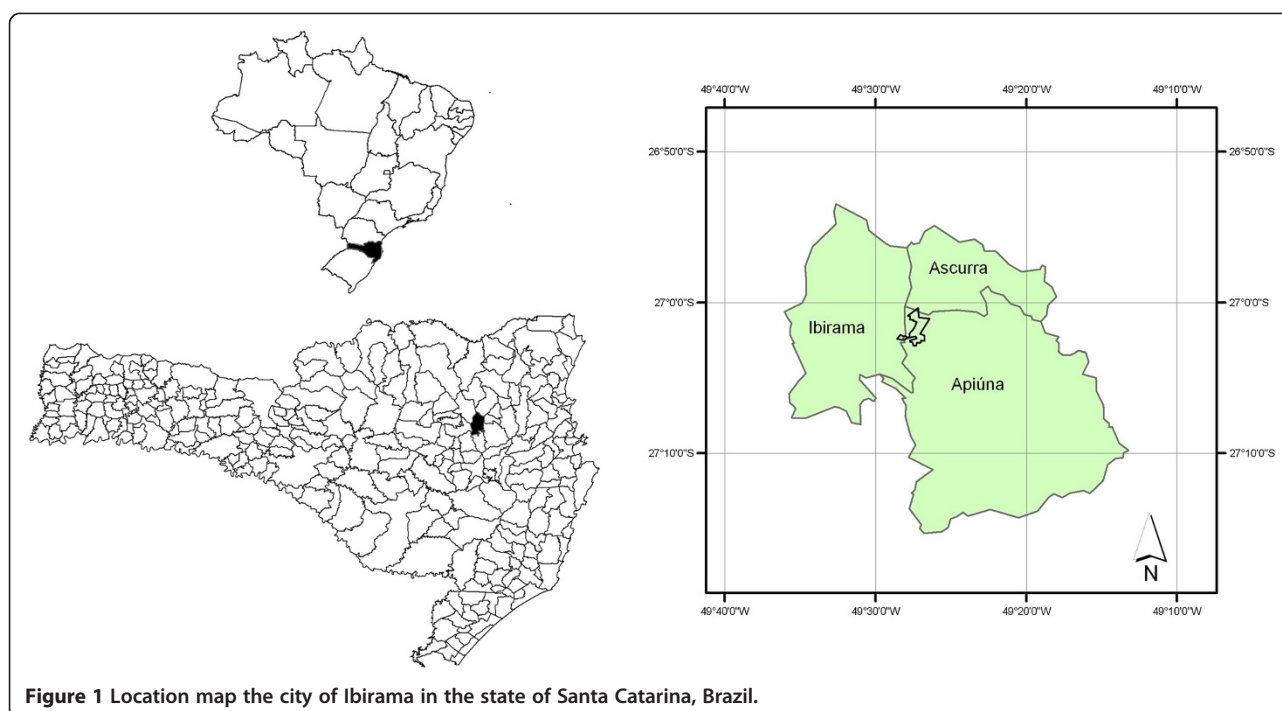 49°40'0"W 49°30'0"W 49°20'0"W 49°10'0"W
26°50'0"S 26°50'0"S
Ascurra
27°0'0"S 27°0'0"S
Ibirama
Apiúna
27°10'0"S 27°10'0"S
N
49°40'0"W 49°30'0"W 49°20'0"W 49°10'0"W
Figure 1 Location map the city of Ibirama in the state of Santa Catarina, Brazil.